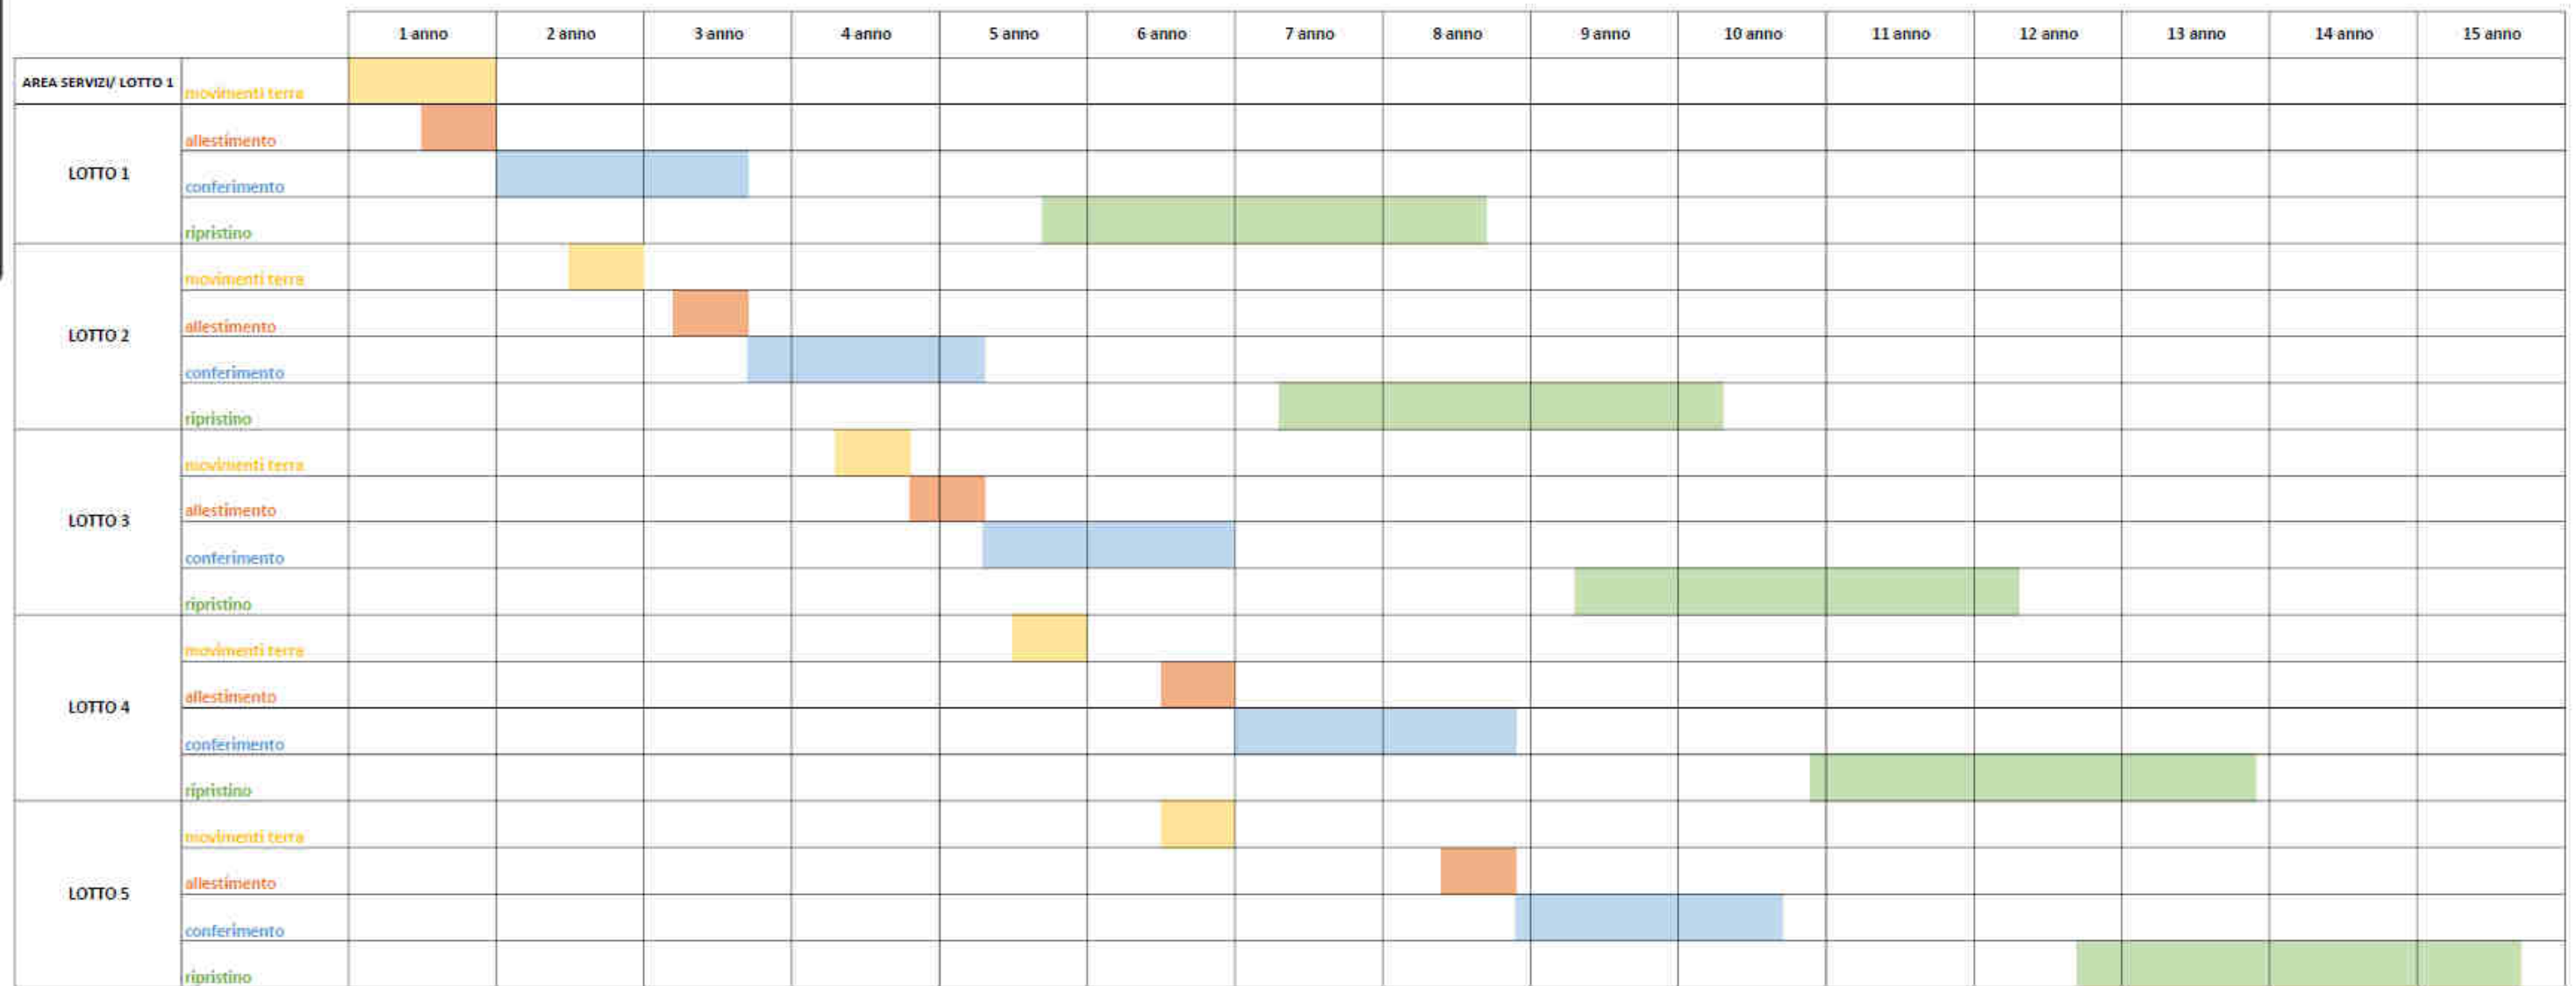 1 anno 2 anno 3 anno 4 anno 5 anno 6 anno 7 anno 8 anno 9 anno 10 anno 11 anno 12 anno 13 anno 14 anno 15 anno
AREA SERVIZI/ LOTTO 1 movimenti terra
LOTTO 1
allestimento
conferimento
ripristino
LOTTO 2
movimenti terra
allestimento
conferimento
ripristino
LOTTO 3
movimenti terra
allestimento
conferimento
ripristino
LOTTO 4
movimenti terra
allestimento
conferimento
ripristino
LOTTO 5
movimenti terra
allestimento
conferimento
ripristino